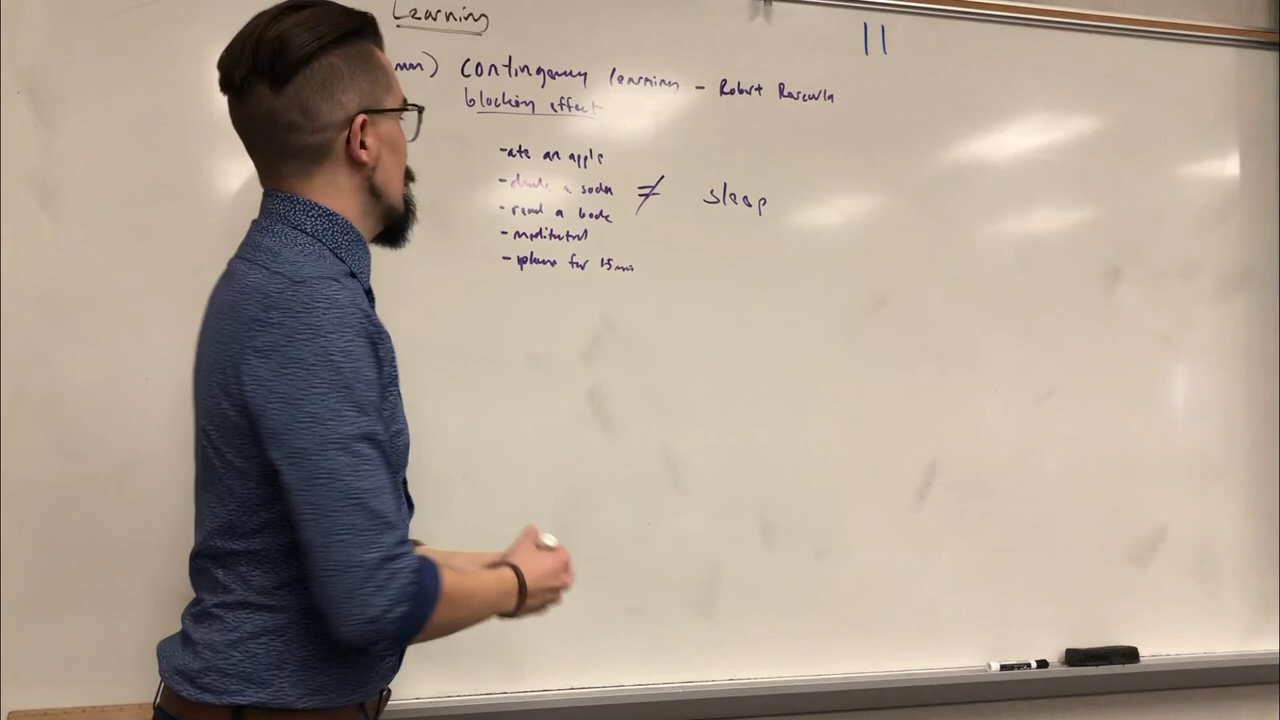 Learning
contingency learning - Robert Rescorla
blocking effect
- ate an apple
- drank a soda ≠ sleep
- read a book
- meditated
- phone for 15 min
||